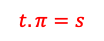 t.π = s